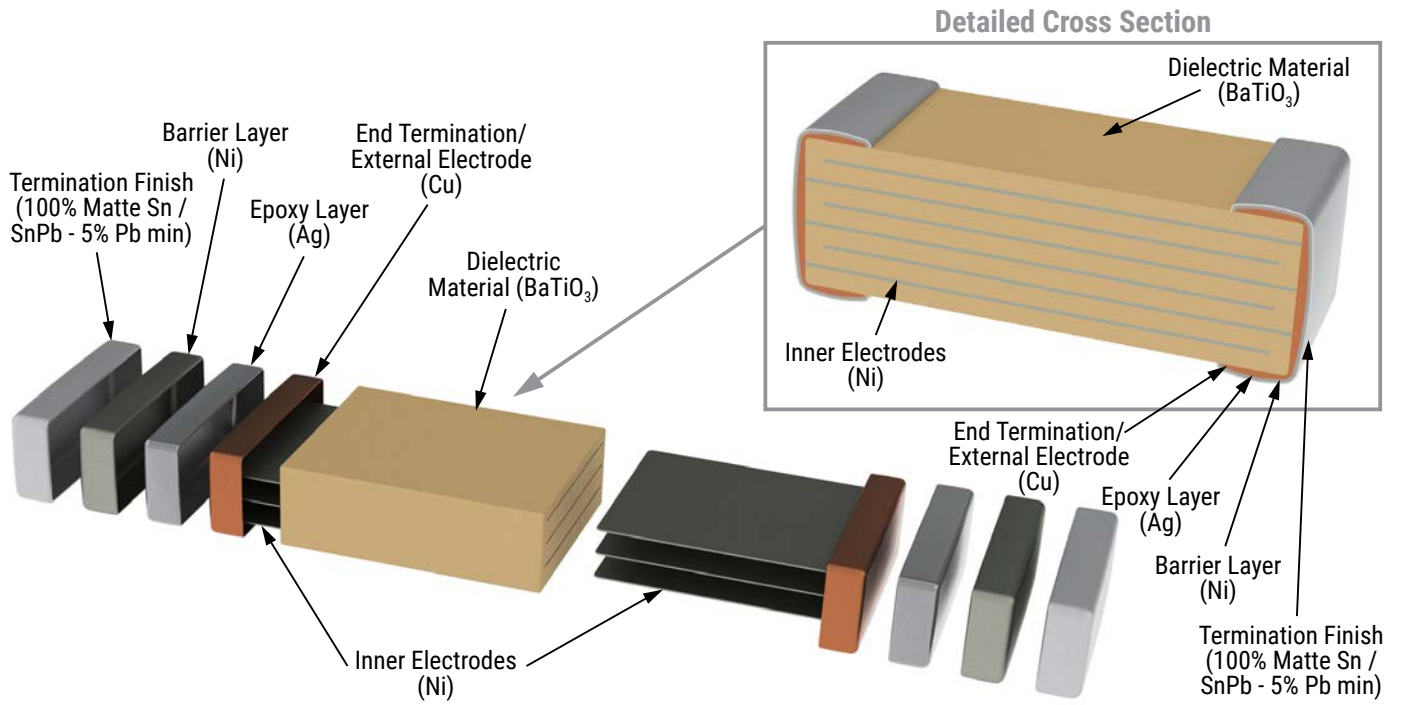 Detailed Cross Section
Dielectric Material
(BaTiO₃)
Inner Electrodes
(Ni)
End Termination/
External Electrode
(Cu)
Epoxy Layer
(Ag)
Barrier Layer
(Ni)
Termination Finish
(100% Matte Sn /
SnPb - 5% Pb min)
Termination Finish
(100% Matte Sn /
SnPb - 5% Pb min)
Barrier Layer
(Ni)
Epoxy Layer
(Ag)
End Termination/
External Electrode
(Cu)
Dielectric
Material (BaTiO₃)
Inner Electrodes
(Ni)